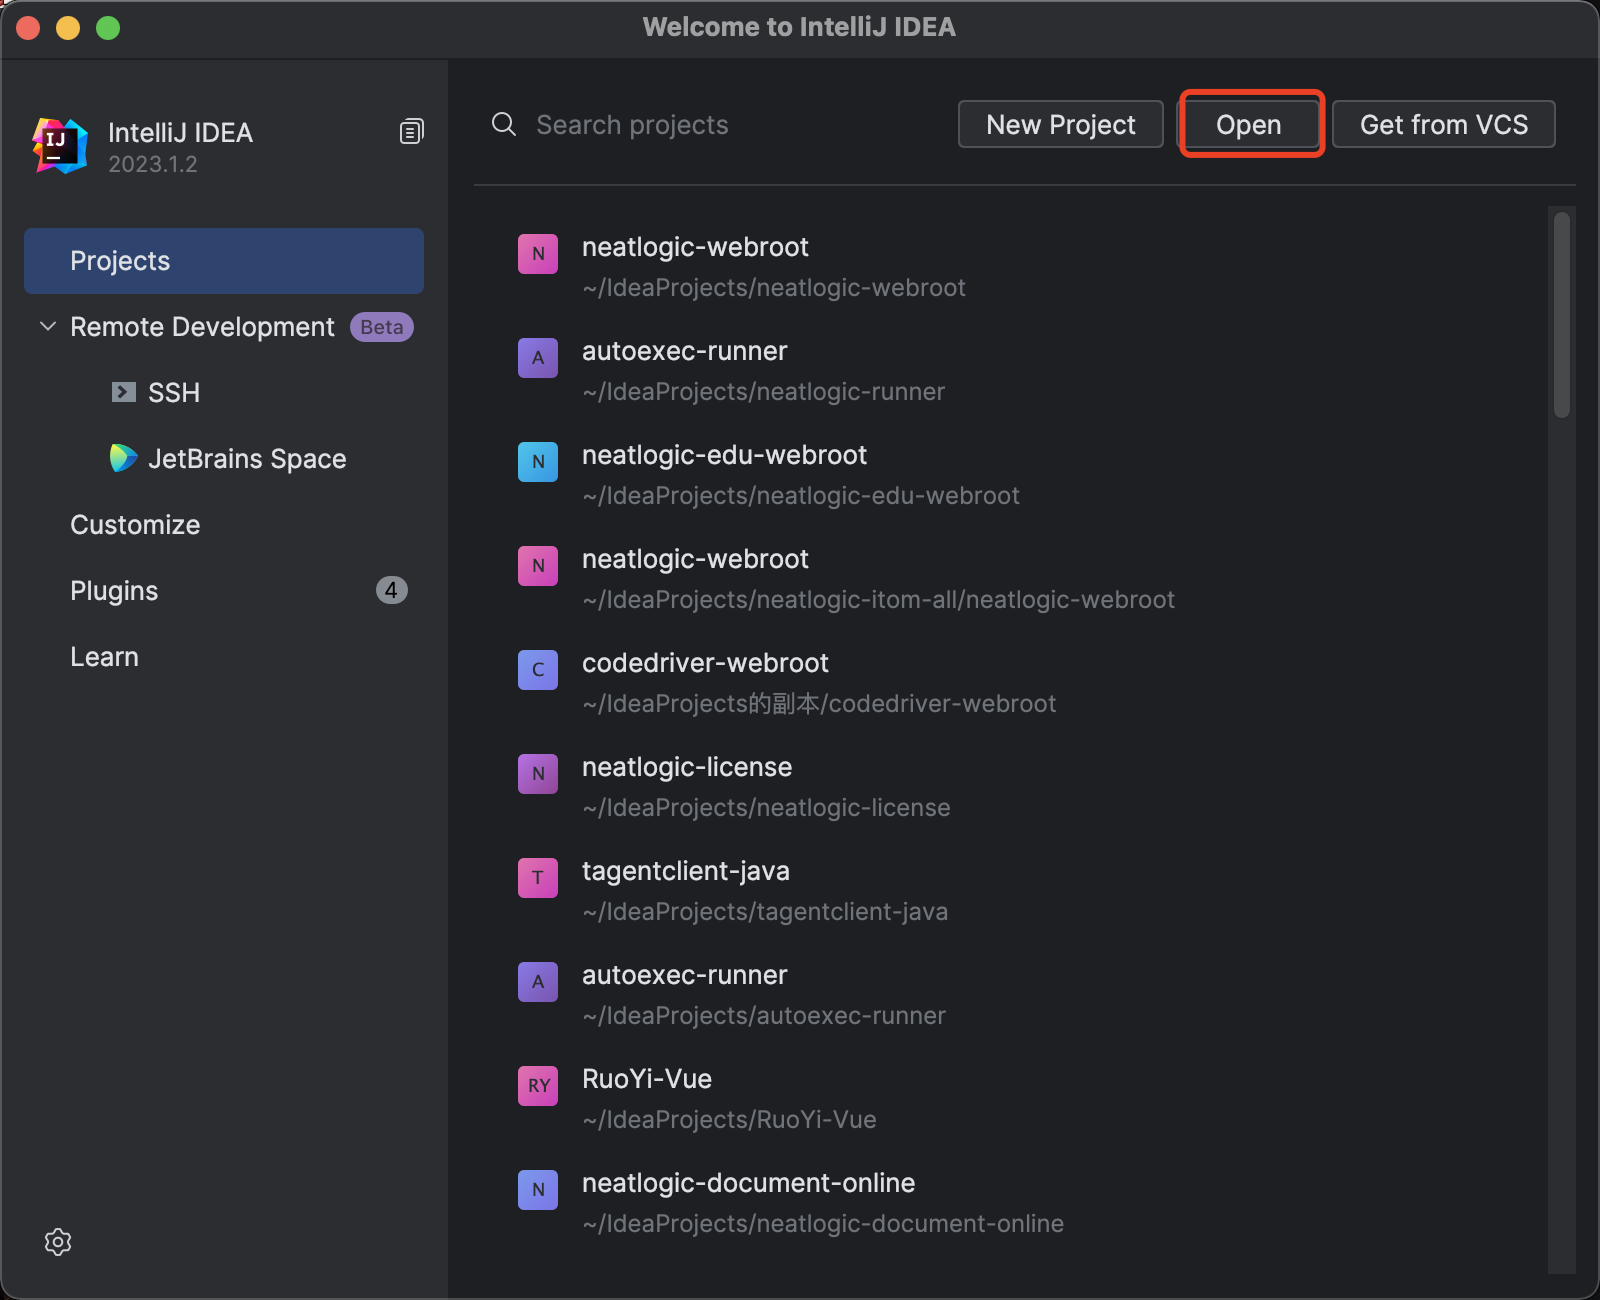 Welcome to IntelliJ IDEA
IJ
IntelliJ IDEA
2023.1.2
Projects
Remote Development Beta
SSH
JetBrains Space
Customize
Plugins 4
Learn
Search projects
New Project
Open
Get from VCS
N
neatlogic-webroot
~/IdeaProjects/neatlogic-webroot
A
autoexec-runner
~/IdeaProjects/neatlogic-runner
N
neatlogic-edu-webroot
~/IdeaProjects/neatlogic-edu-webroot
N
neatlogic-webroot
~/IdeaProjects/neatlogic-itom-all/neatlogic-webroot
C
codedriver-webroot
~/IdeaProjects的副本/codedriver-webroot
N
neatlogic-license
~/IdeaProjects/neatlogic-license
T
tagentclient-java
~/IdeaProjects/tagentclient-java
A
autoexec-runner
~/IdeaProjects/autoexec-runner
RY
RuoYi-Vue
~/IdeaProjects/RuoYi-Vue
N
neatlogic-document-online
~/IdeaProjects/neatlogic-document-online